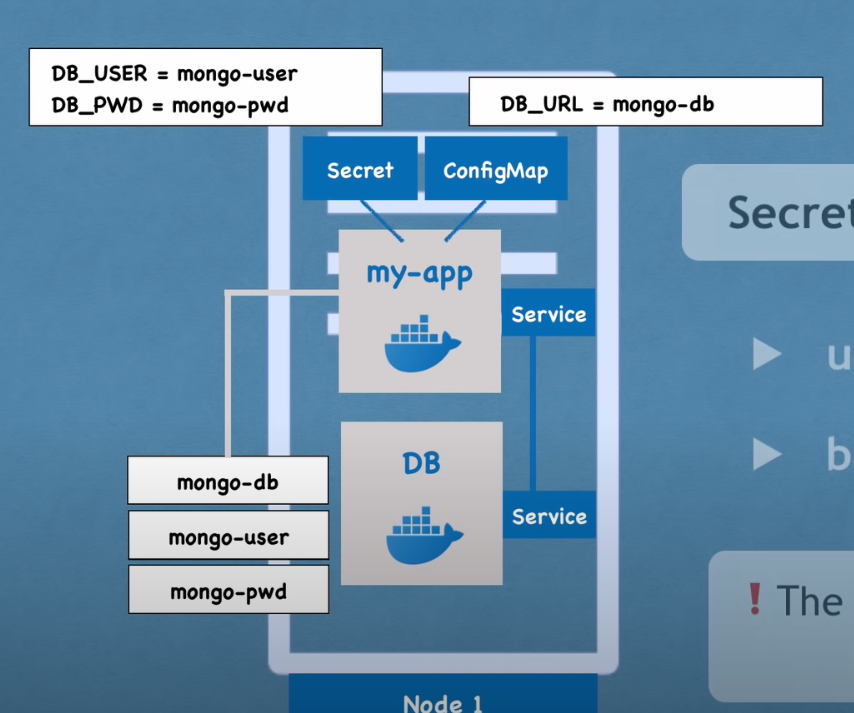 DB_USER = mongo-user
DB_PWD = mongo-pwd
DB_URL = mongo-db
Secret
ConfigMap
my-app
Service
DB
Service
mongo-db
mongo-user
mongo-pwd
Node 1
Secret
u
b
! The